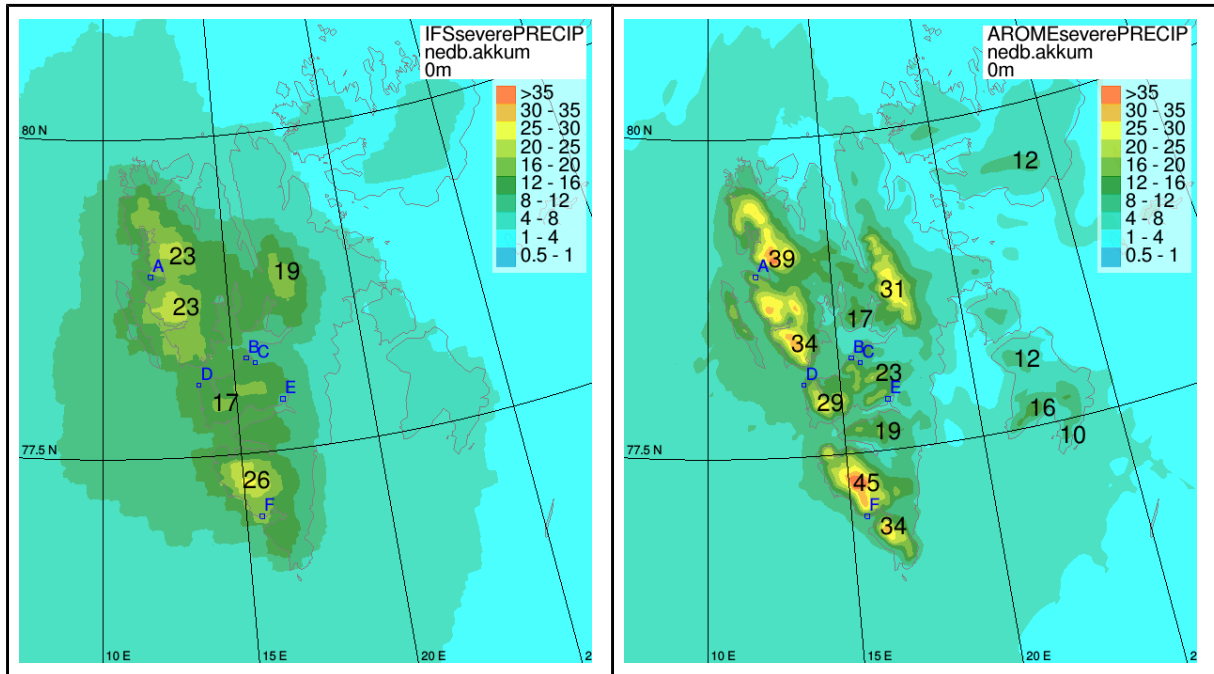 IFSseverePRECIP
nedb.akkum
0m
>35
30 - 35
25 - 30
20 - 25
16 - 20
12 - 16
8 - 12
4 - 8
1 - 4
0.5 - 1
80 N
23
A
19
23
B C
D
E
17
77.5 N
26
F
10 E
15 E
20 E
2
AROMEseverePRECIP
nedb.akkum
0m
>35
30 - 35
25 - 30
20 - 25
16 - 20
12 - 16
8 - 12
4 - 8
1 - 4
0.5 - 1
80 N
12
39
A
31
17
34
B C
12
D
23
E
29
16
19
10
77.5 N
45
F
34
10 E
15 E
20 E
2